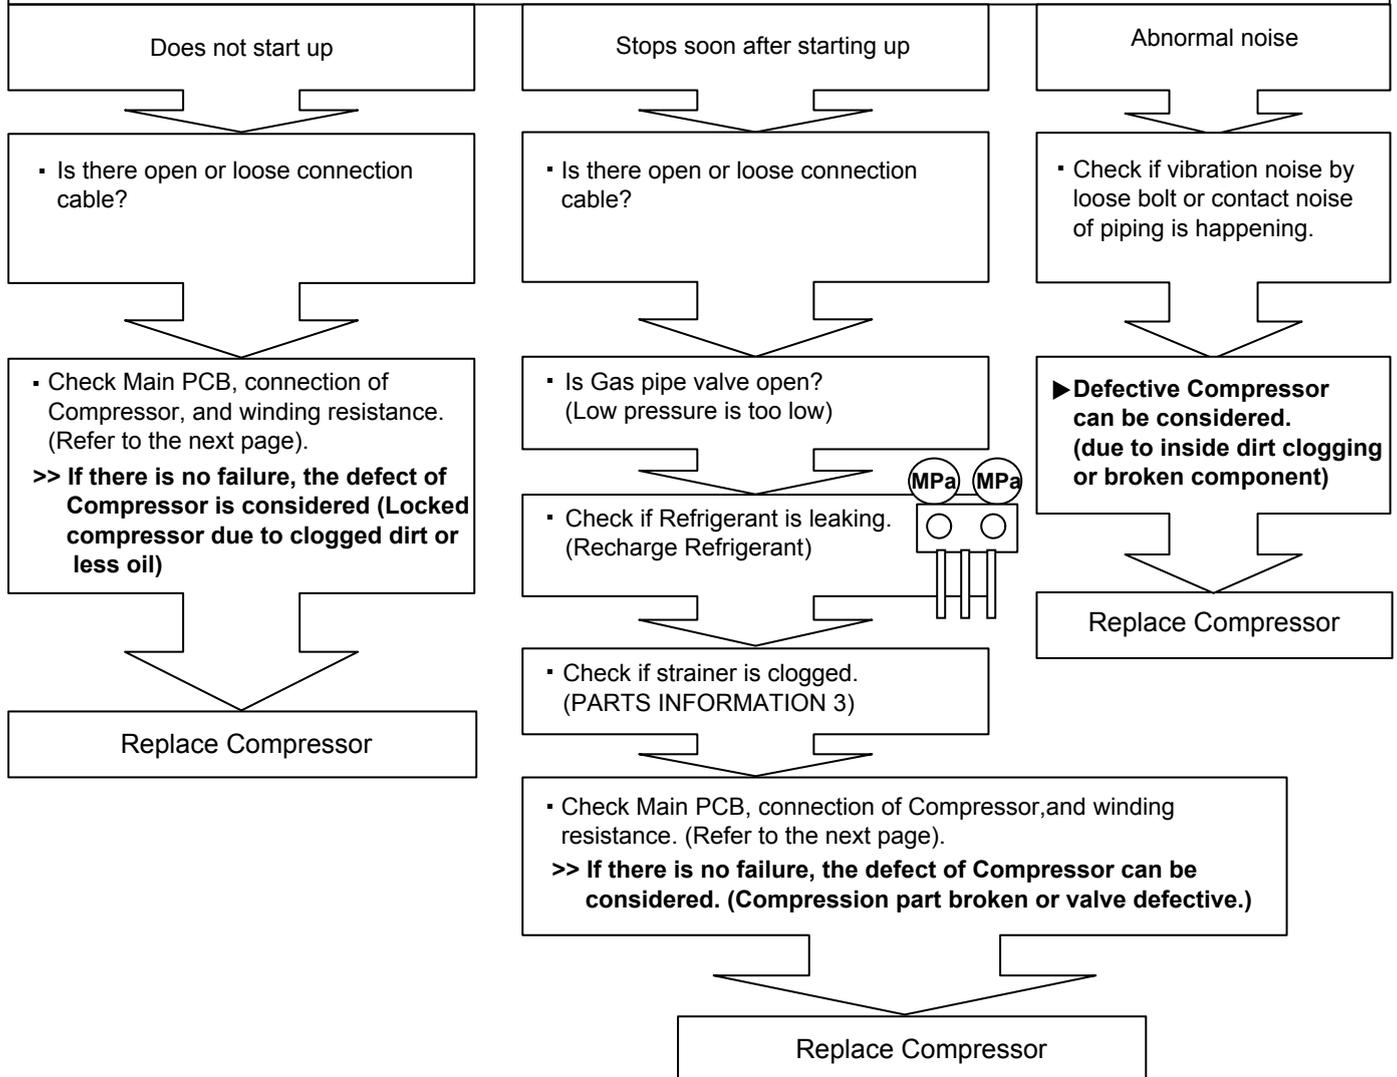 Does not start up
▪ Is there open or loose connection
cable?
▪ Check Main PCB, connection of
Compressor, and winding resistance.
(Refer to the next page).
>> If there is no failure, the defect of
Compressor is considered (Locked
compressor due to clogged dirt or
less oil)
Replace Compressor
Stops soon after starting up
▪ Is there open or loose connection
cable?
▪ Is Gas pipe valve open?
(Low pressure is too low)
▪ Check if Refrigerant is leaking.
(Recharge Refrigerant)
MPa MPa
▪ Check if strainer is clogged.
(PARTS INFORMATION 3)
▪ Check Main PCB, connection of Compressor,and winding
resistance. (Refer to the next page).
>> If there is no failure, the defect of Compressor can be
considered. (Compression part broken or valve defective.)
Replace Compressor
Abnormal noise
▪ Check if vibration noise by
loose bolt or contact noise
of piping is happening.
▶Defective Compressor
can be considered.
(due to inside dirt clogging
or broken component)
Replace Compressor